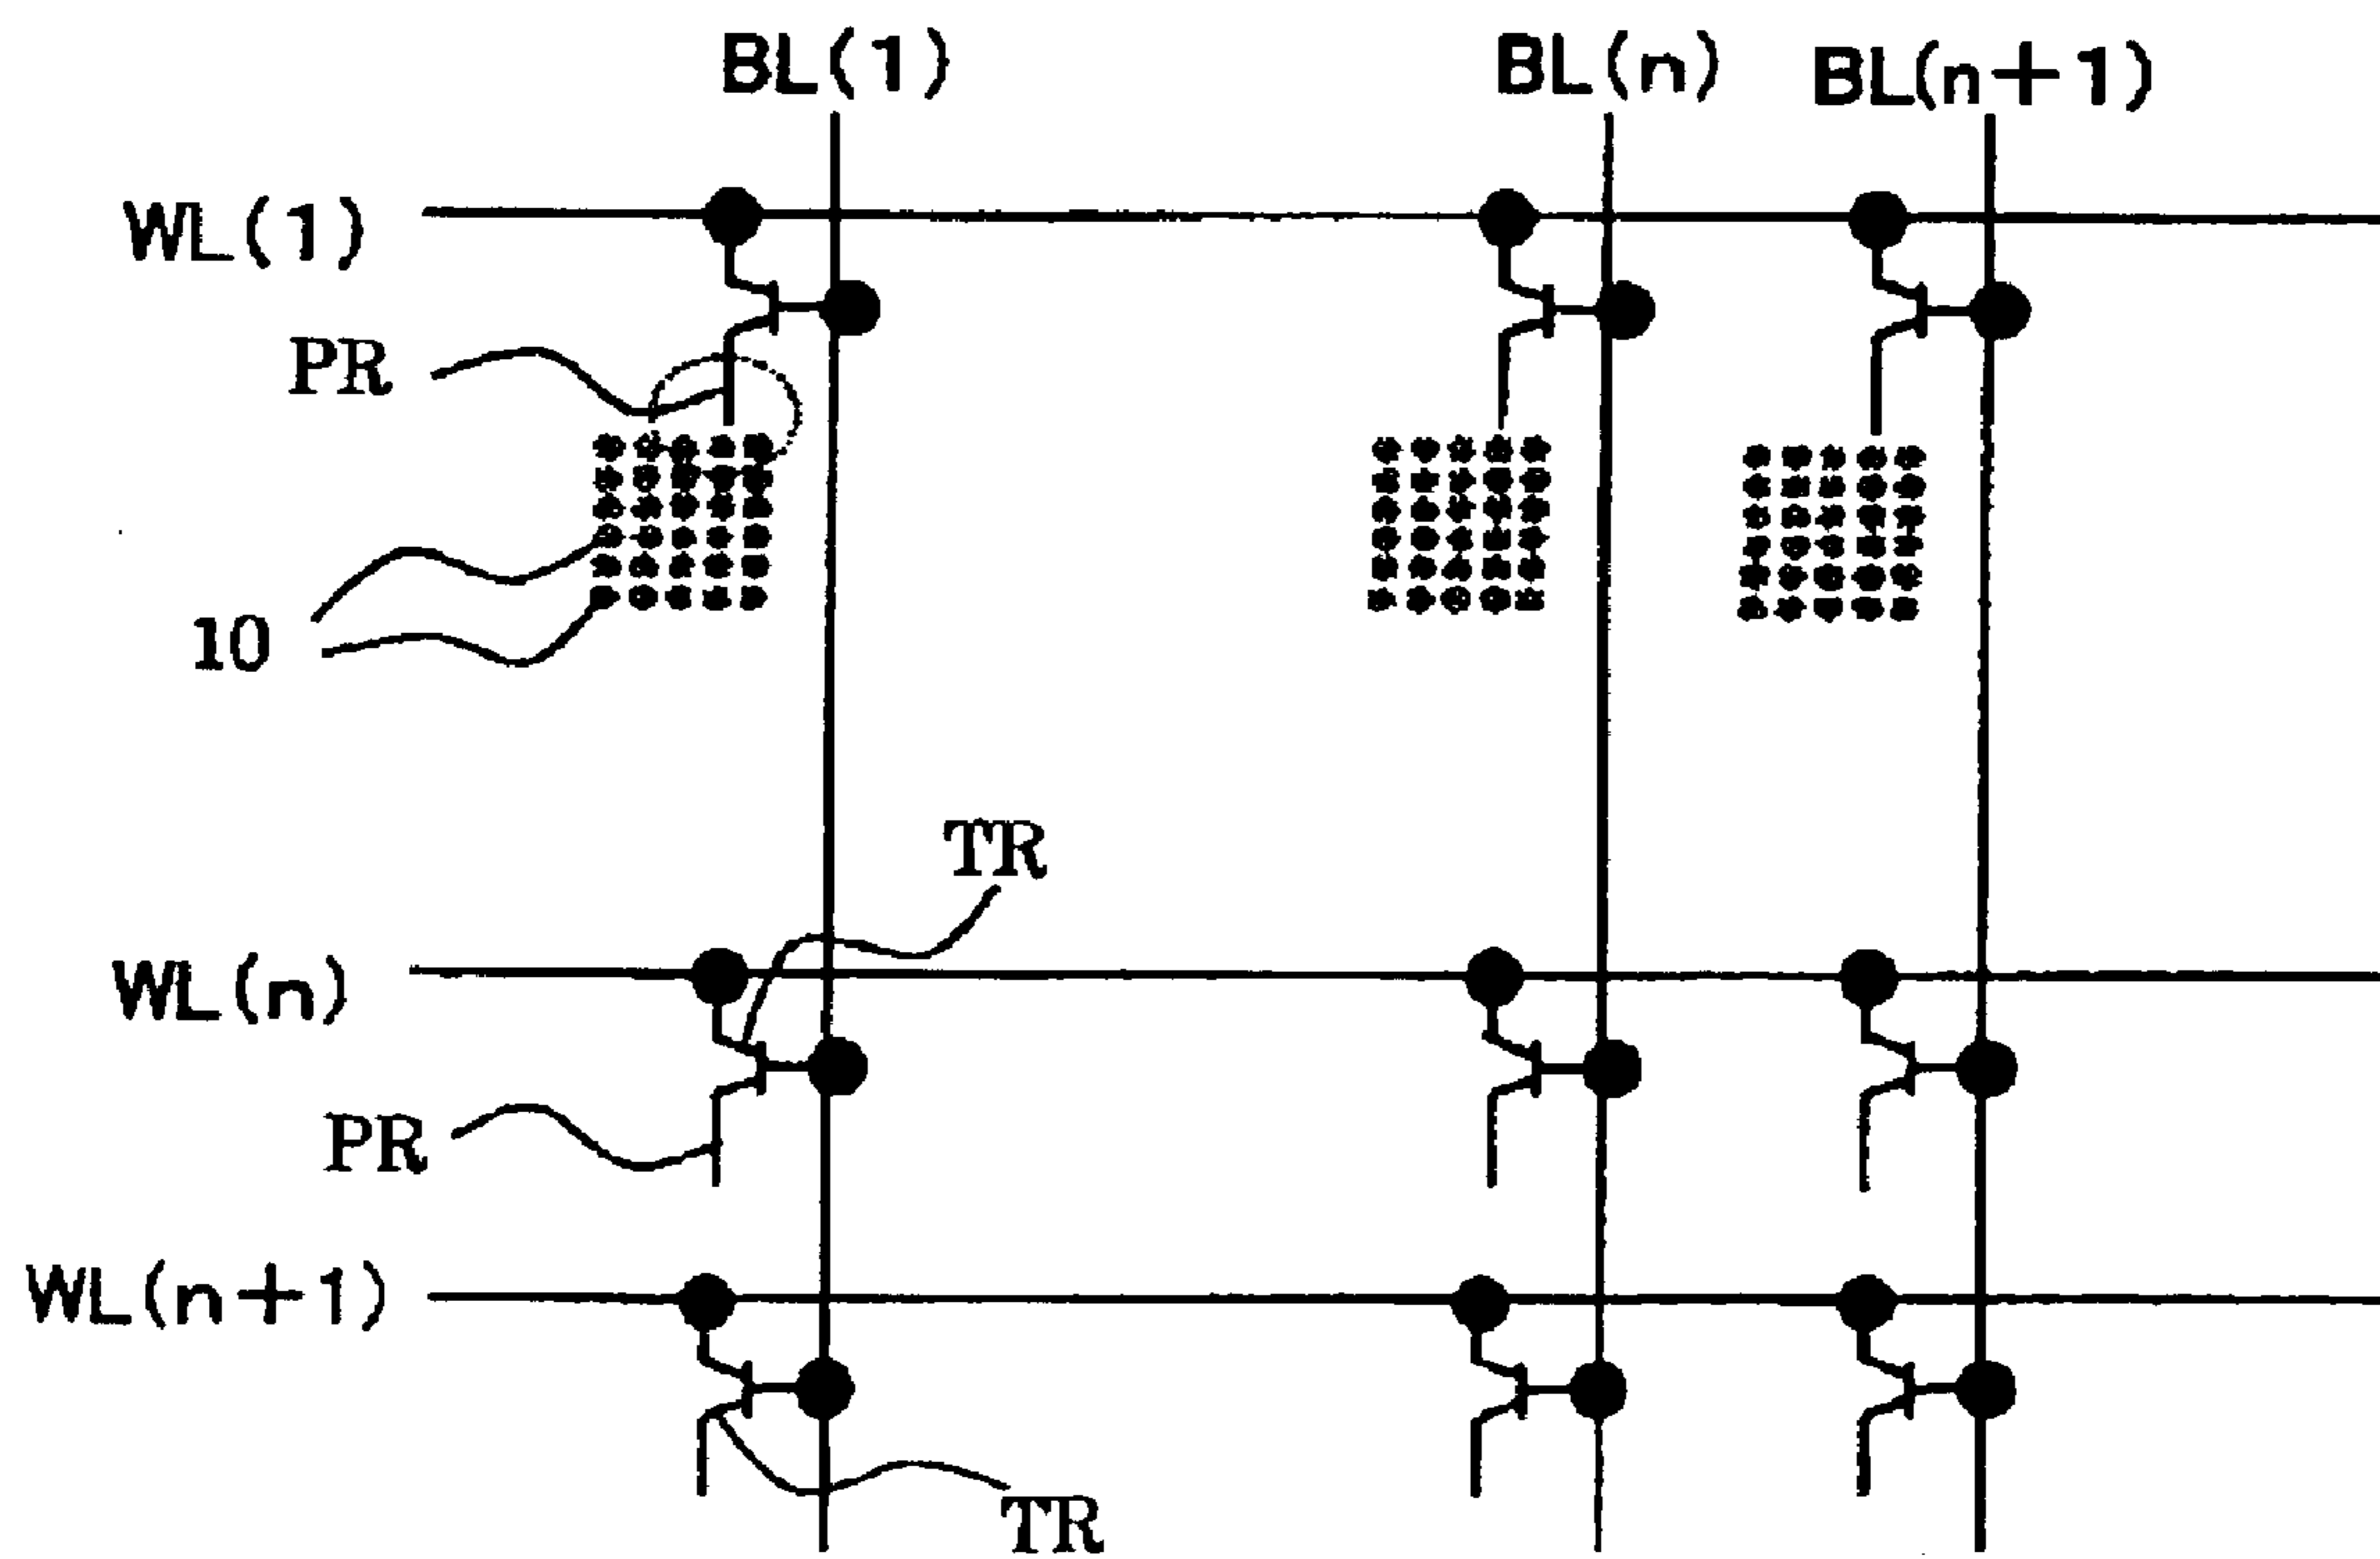 BL(1)
BL(n)
BL(n+1)
WL(1)
PR
10
TR
WL(n)
PR
WL(n+1)
TR